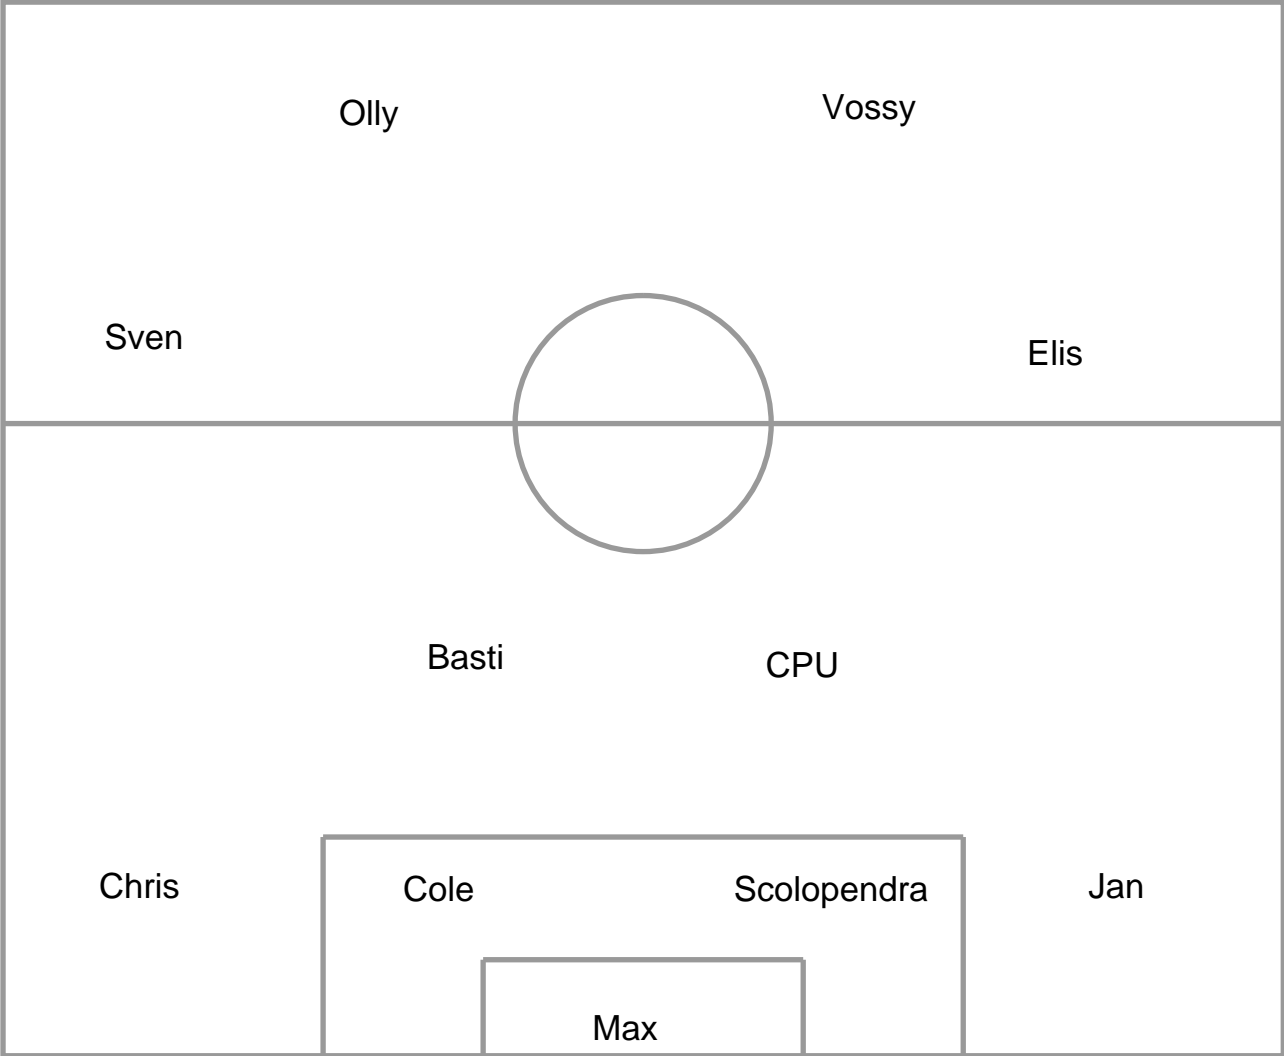 Olly
Vossy
Sven
Elis
Basti
CPU
Chris
Cole
Scolopendra
Jan
Max